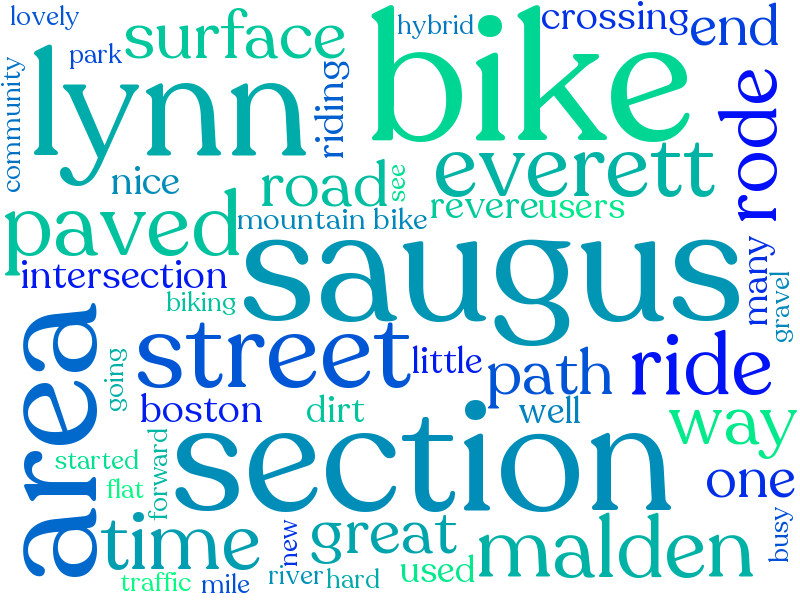 lovely
hybrid
crossing
end
surface
park
lynn
bike
riding
rode
community
nice
everett
road
see
paved
mountain bike
revere
users
intersection
saugus
many
gravel
biking
area
street
going
little
path
ride
boston
dirt
well
way
section
started
forward
flat
one
time
new
great
malden
busy
traffic
mile
river
hard
used